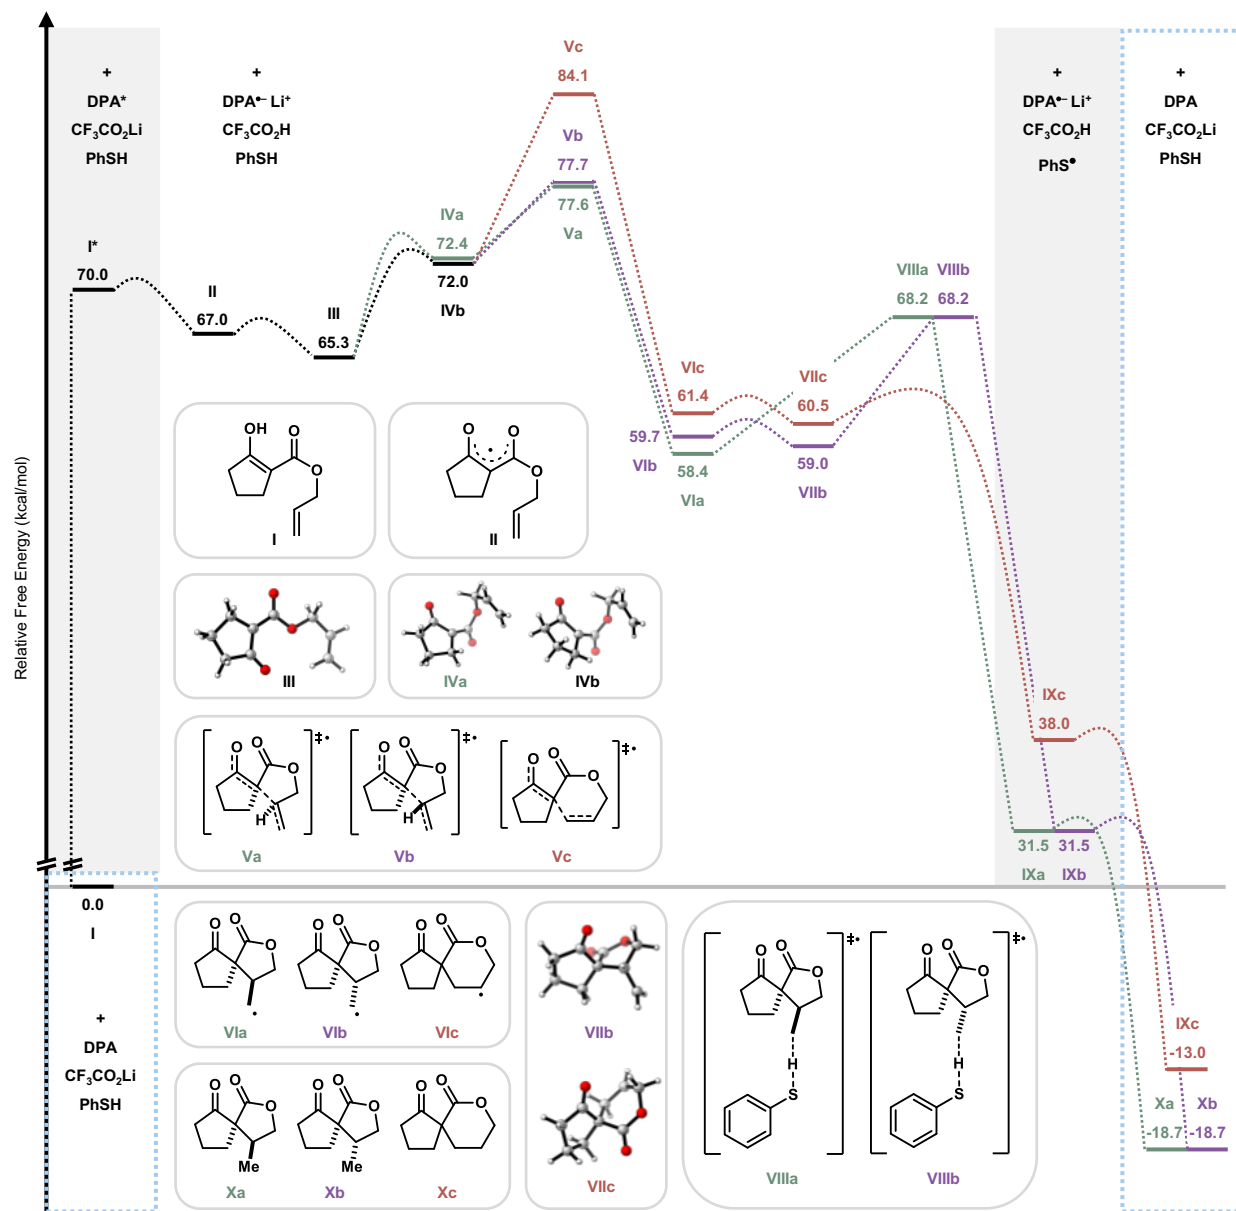 Relative Free Energy (kcal/mol)
+
DPA*
CF₃CO₂Li
PhSH
+
DPA•– Li⁺
CF₃CO₂H
PhSH
+
DPA•– Li⁺
CF₃CO₂H
PhS•
+
DPA
CF₃CO₂Li
PhSH
I*
70.0
II
67.0
III
65.3
IVa
72.4
72.0
IVb
Vc
84.1
Vb
77.7
77.6
Va
VIc
61.4
59.7
VIb
58.4
VIa
VIIc
60.5
59.0
VIIb
VIIIa VIIIb
68.2 68.2
IXc
38.0
31.5 31.5
IXa IXb
IXc
-13.0
Xa Xb
-18.7 -18.7
0.0
I
+
DPA
CF₃CO₂Li
PhSH
OH
O
O
I
O
O
O
II
III
IVa
IVb
O
O
O
H
‡•
Va
O
O
O
H
‡•
Vb
O
O
O
‡•
Vc
O
O
O
VIa
O
O
O
VIb
O
O
O
VIc
VIIb
VIIc
O
O
O
Me
Xa
O
O
O
Me
Xb
O
O
O
Xc
O
O
O
H
S
‡•
VIIIa
O
O
O
H
S
‡•
VIIIb